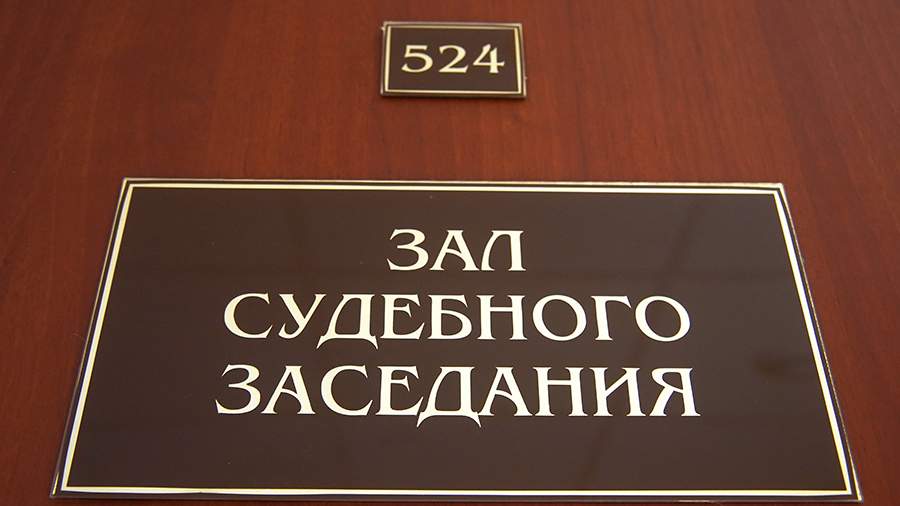 524
ЗАЛ
СУДЕБНОГО
ЗАСЕДАНИЯ